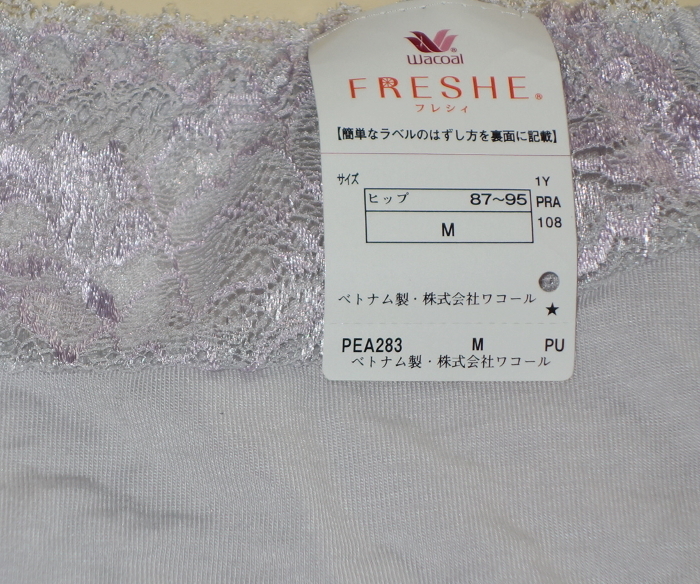 Wacoal®
FRESHE®
フレシィ
【簡単なラベルのはずし方を裏面に記載】
サイズ 1Y
ヒップ 87〜95 PRA
M 108
ベトナム製・株式会社ワコール
★
PEA283 M PU
ベトナム製・株式会社ワコール